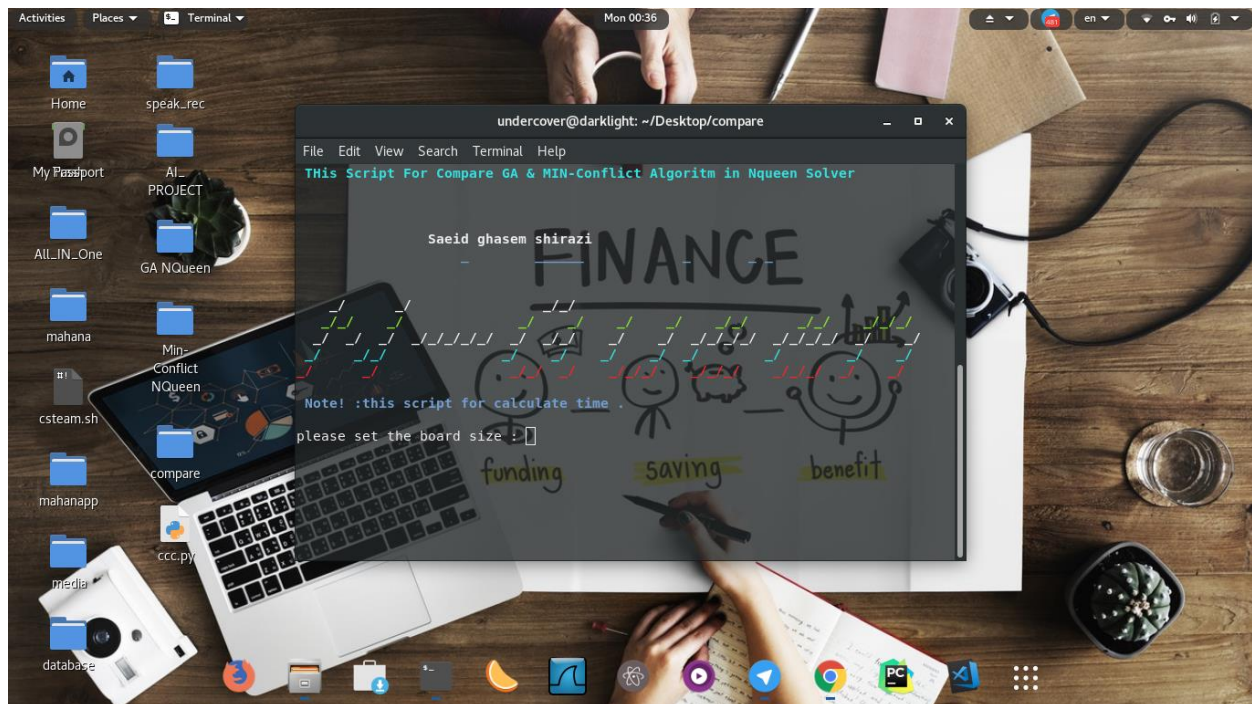 Activities Places Terminal Mon 00:36 en
Home
speak_rec
AI_
PROJECT
All_IN_One
GA NQueen
mahana
Min-
Conflict
NQueen
csteam.sh
compare
mahanapp
ccc.py
media
database
undercover@darklight: ~/Desktop/compare
File Edit View Search Terminal Help
THis Script For Compare GA & MIN-Conflict Algoritm in Nqueen Solver
Saeid ghasem shirazi
Note! :this script for calculate time .
please set the board size :
FINANCE
funding saving benefit
PC